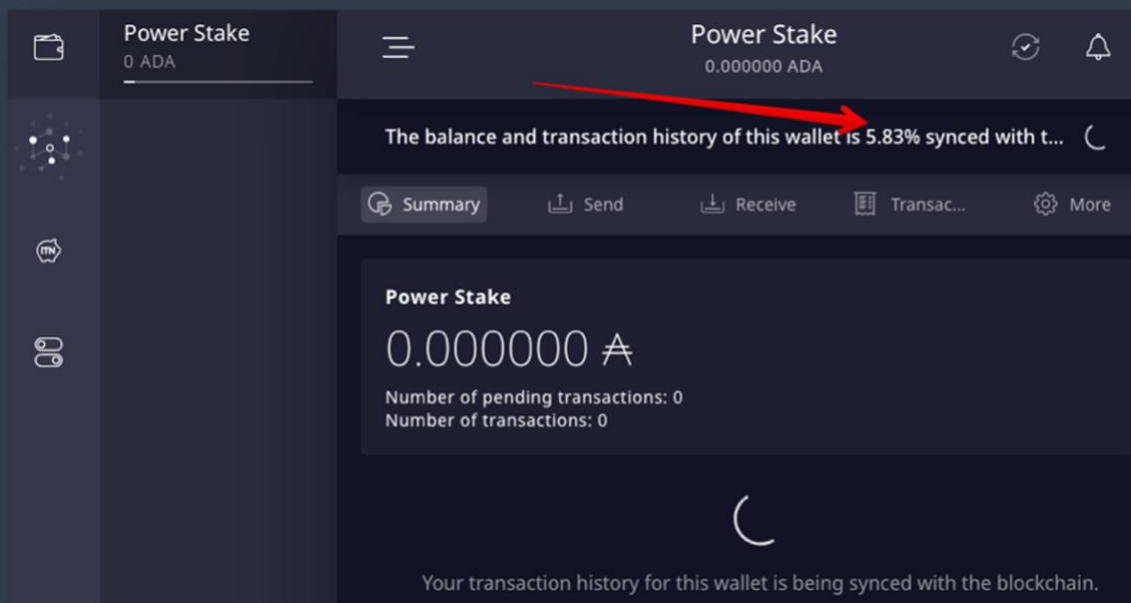 Power Stake
0 ADA
Power Stake
0.000000 ADA
The balance and transaction history of this wallet is 5.83% synced with t...
Summary
Send
Receive
Transac...
More
ITN
Power Stake
0.000000 ₳
Number of pending transactions: 0
Number of transactions: 0
Your transaction history for this wallet is being synced with the blockchain.